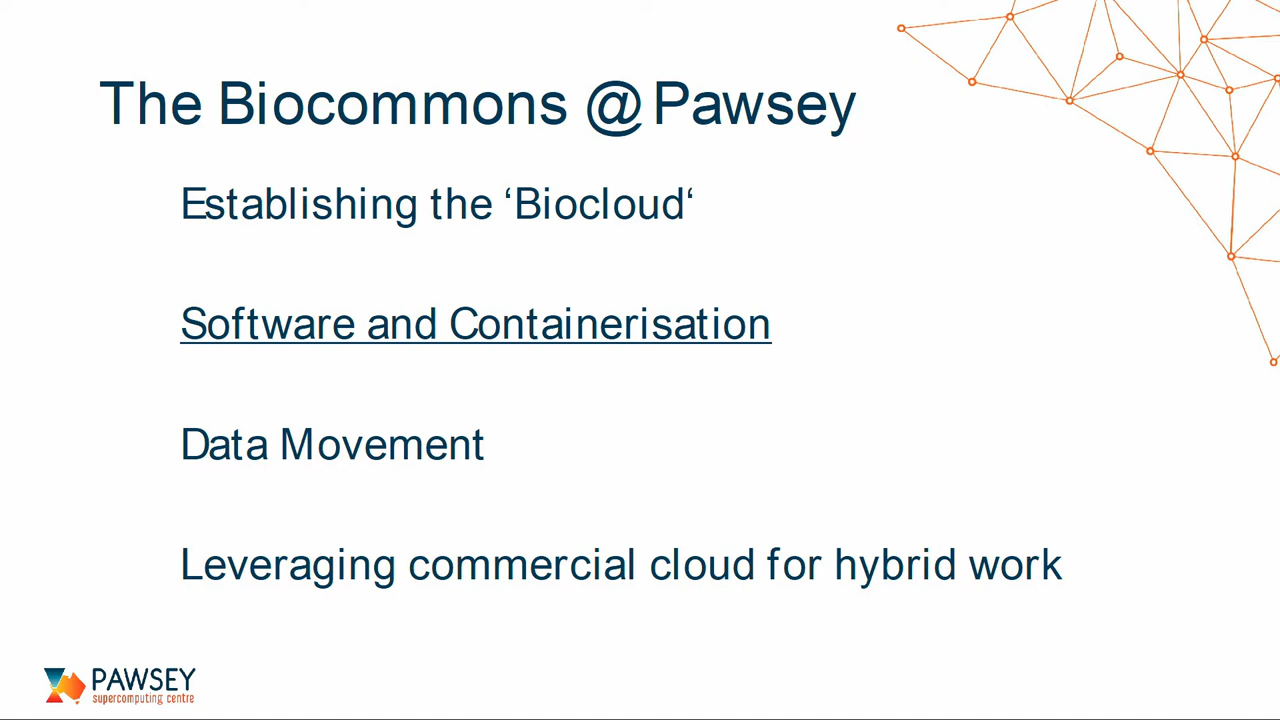 The Biocommons @ Pawsey
Establishing the ‘Biocloud‘
Software and Containerisation
Data Movement
Leveraging commercial cloud for hybrid work
PAWSEY
supercomputing centre